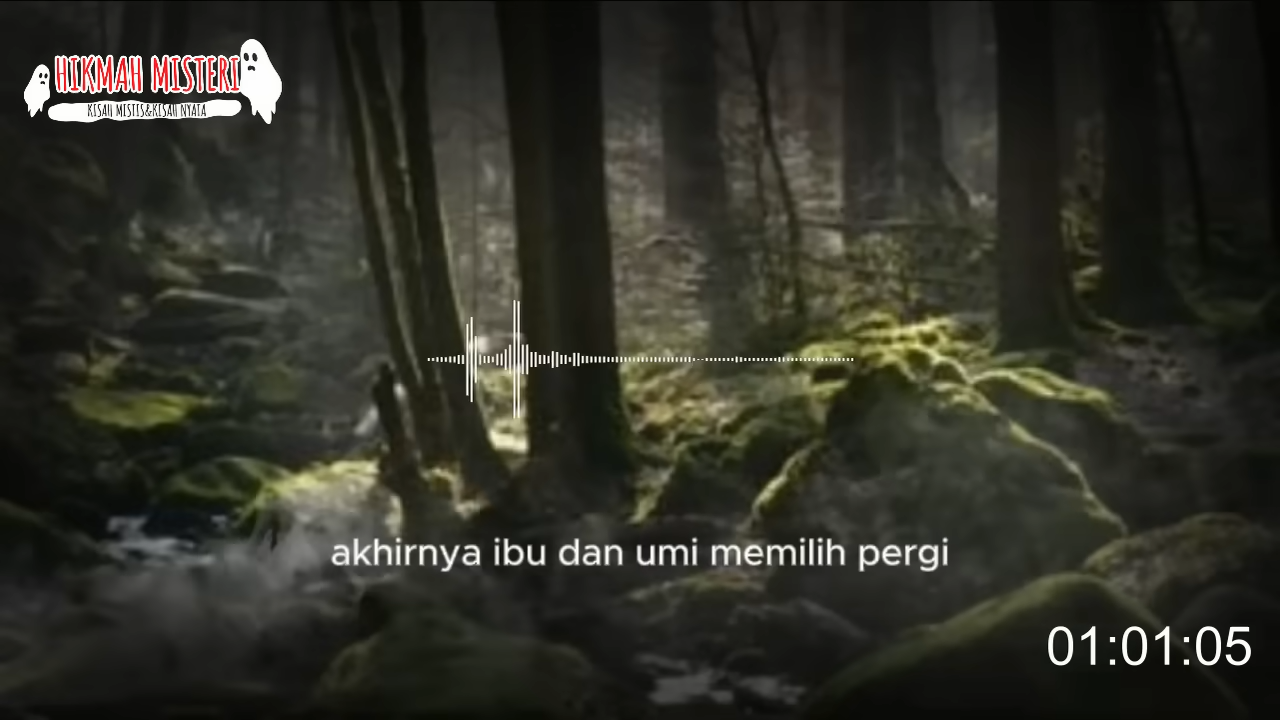 HIKMAH MISTERI
KISAH MISTIS&KISAH NYATA
akhirnya ibu dan umi memilih pergi
01:01:05